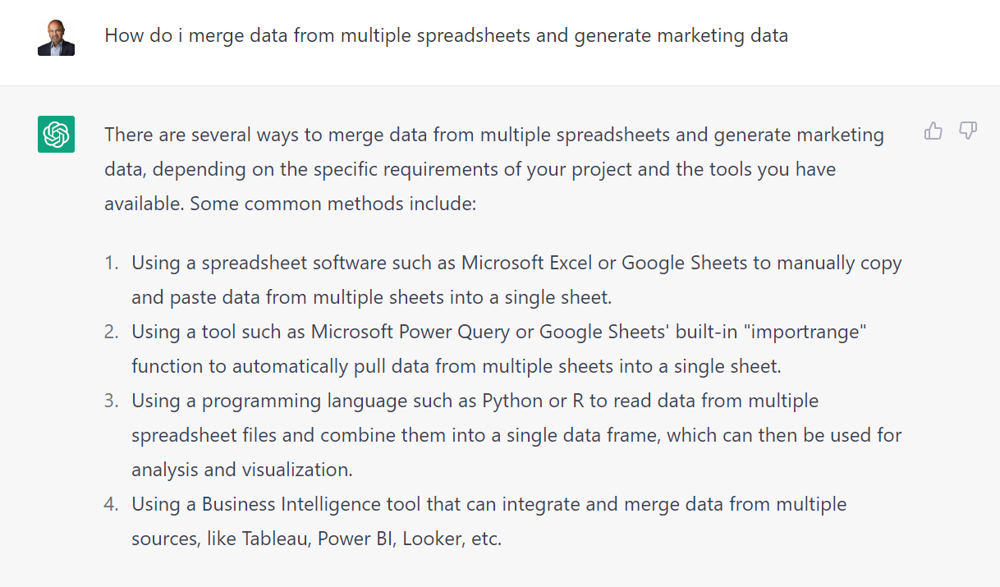 How do i merge data from multiple spreadsheets and generate marketing data
There are several ways to merge data from multiple spreadsheets and generate marketing
data, depending on the specific requirements of your project and the tools you have
available. Some common methods include:
1. Using a spreadsheet software such as Microsoft Excel or Google Sheets to manually copy
and paste data from multiple sheets into a single sheet.
2. Using a tool such as Microsoft Power Query or Google Sheets' built-in "importrange"
function to automatically pull data from multiple sheets into a single sheet.
3. Using a programming language such as Python or R to read data from multiple
spreadsheet files and combine them into a single data frame, which can then be used for
analysis and visualization.
4. Using a Business Intelligence tool that can integrate and merge data from multiple
sources, like Tableau, Power BI, Looker, etc.